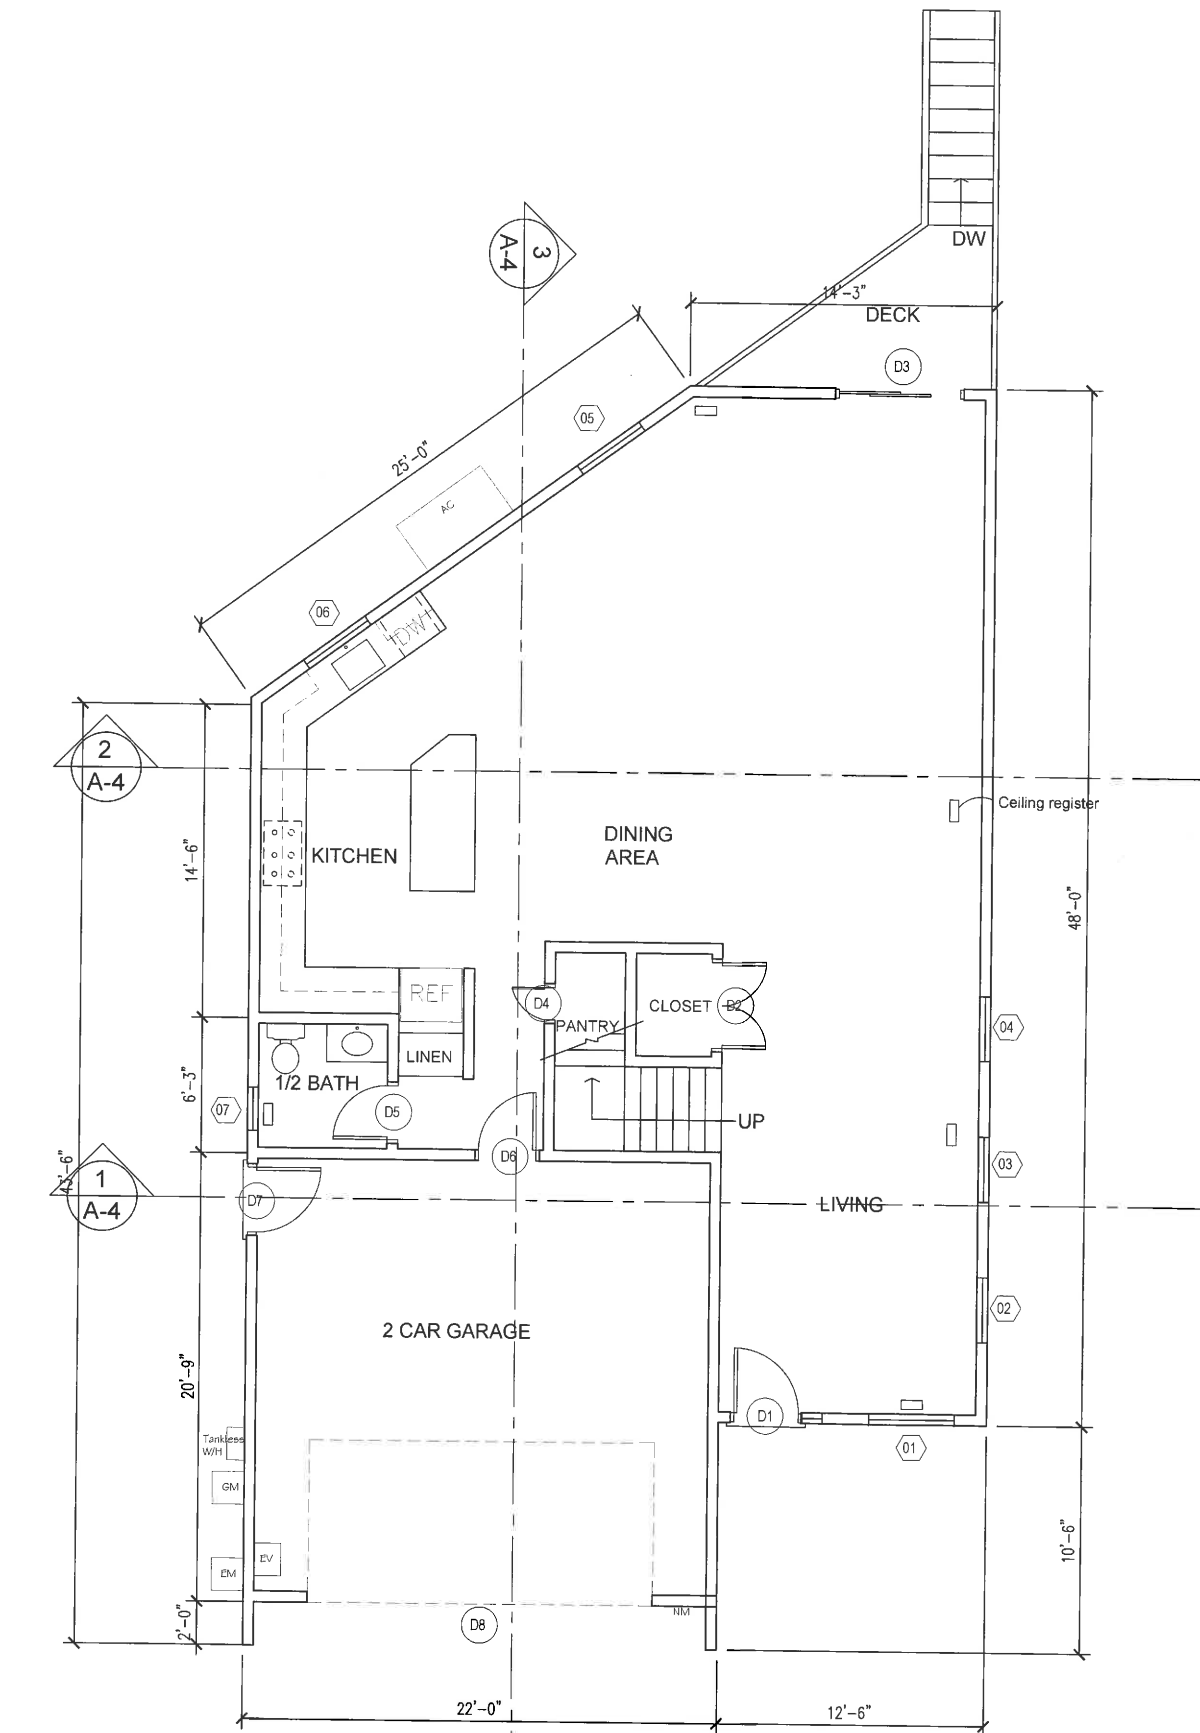 DW
3
A-4
14'-3"
DECK
D3
05
25'-0"
AC
06
DW
2
A-4
Ceiling register
14'-6"
KITCHEN
DINING
AREA
48'-0"
REF
D4
CLOSET
D2
PANTRY
04
LINEN
1/2 BATH
6'-3"
07
D5
UP
D6
03
43'-6"
1
A-4
D7
LIVING
02
2 CAR GARAGE
20'-9"
D1
01
Tankless
W/H
GM
10'-6"
EV
EM
NM
2'-0"
D8
22'-0"
12'-6"